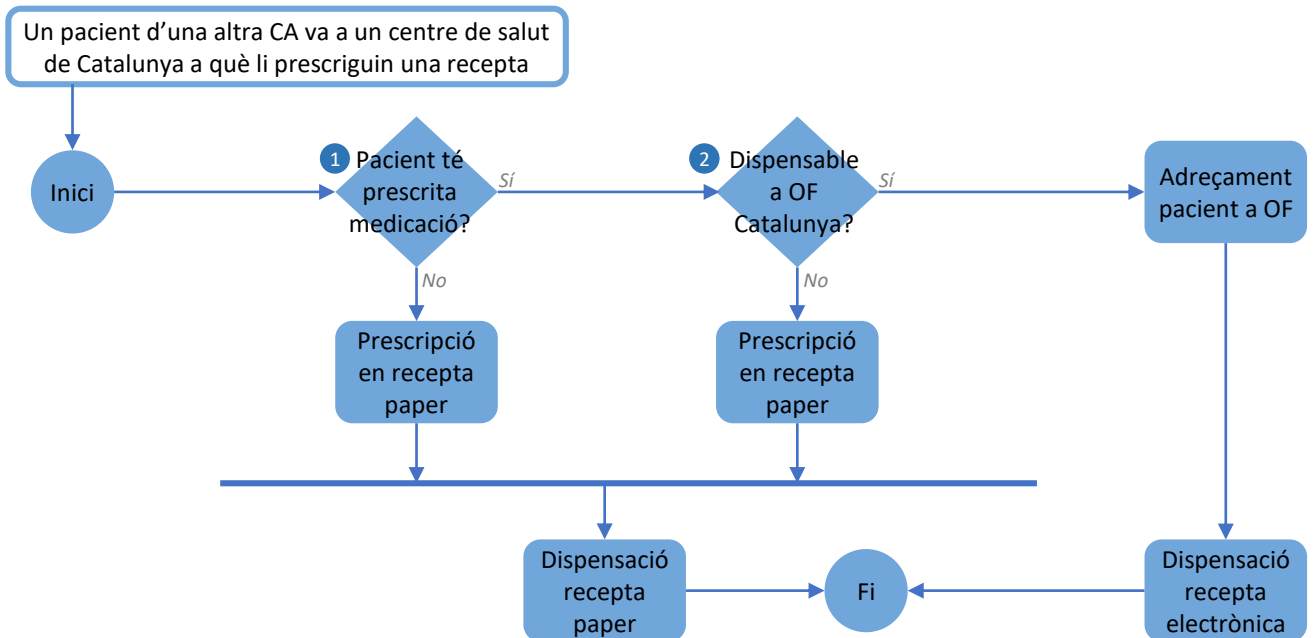 Un pacient d’una altra CA va a un centre de salut
de Catalunya a què li prescriguin una recepta
Inici
1
Pacient té
prescrita
medicació?
Sí
No
2
Dispensable
a OF
Catalunya?
Sí
No
Adreçament
pacient a OF
Prescripció
en recepta
paper
Prescripció
en recepta
paper
Dispensació
recepta
paper
Fi
Dispensació
recepta
electrònica